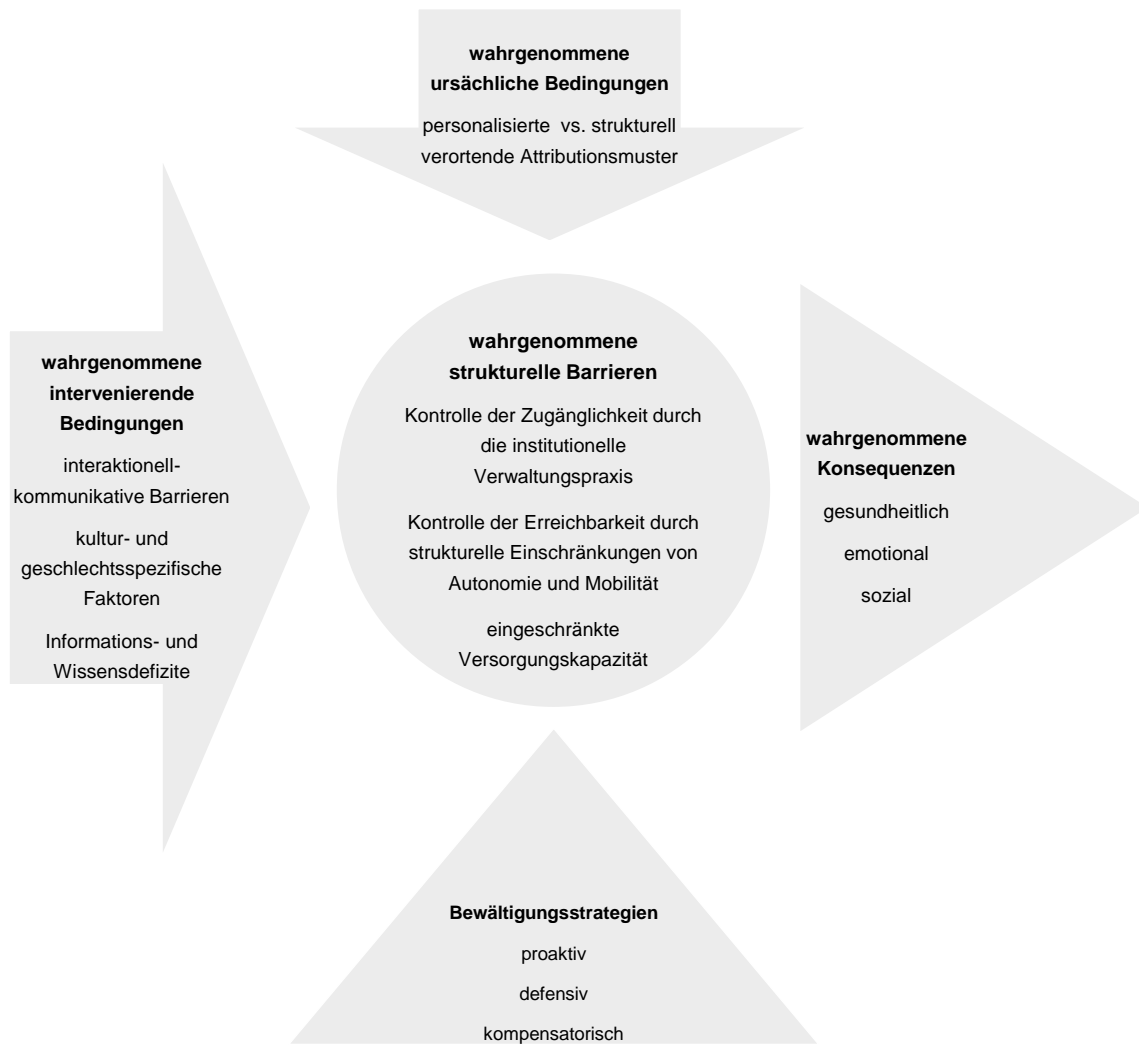 wahrgenommene
ursächliche Bedingungen
personalisierte vs. strukturell
verortende Attributionsmuster
wahrgenommene
intervenierende
Bedingungen
interaktionell-
kommunikative Barrieren
kultur- und
geschlechtsspezifische
Faktoren
Informations- und
Wissensdefizite
wahrgenommene
strukturelle Barrieren
Kontrolle der Zugänglichkeit durch
die institutionelle
Verwaltungspraxis
Kontrolle der Erreichbarkeit durch
strukturelle Einschränkungen von
Autonomie und Mobilität
eingeschränkte
Versorgungskapazität
wahrgenommene
Konsequenzen
gesundheitlich
emotional
sozial
Bewältigungsstrategien
proaktiv
defensiv
kompensatorisch